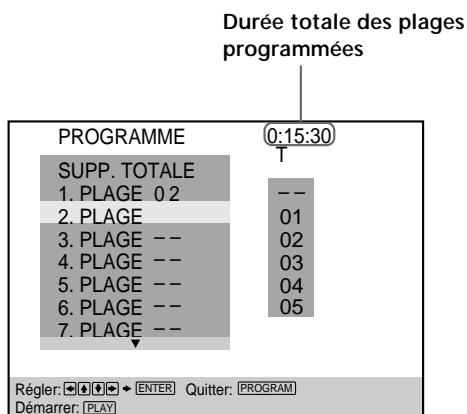 Durée totale des plages
programmées
PROGRAMME 0:15:30
T
SUPP. TOTALE
1. PLAGE 0 2 – –
2. PLAGE 01
3. PLAGE – – 02
4. PLAGE – – 03
5. PLAGE – – 04
6. PLAGE – – 05
7. PLAGE – –
Régler: ENTER Quitter: PROGRAM
Démarrer: PLAY